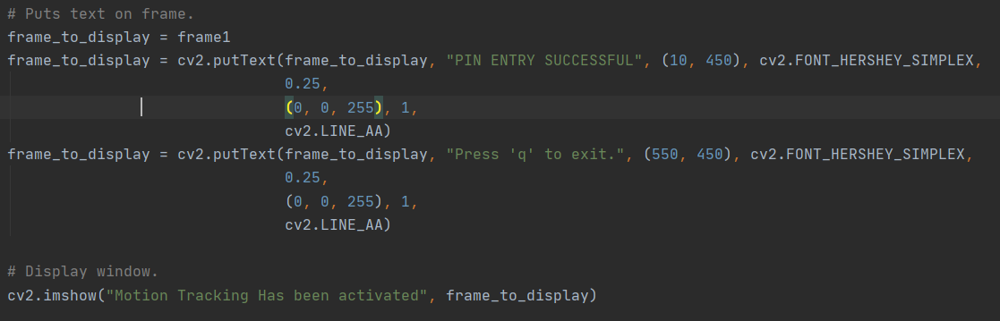 # Puts text on frame.
frame_to_display = frame1
frame_to_display = cv2.putText(frame_to_display, "PIN ENTRY SUCCESSFUL", (10, 450), cv2.FONT_HERSHEY_SIMPLEX,
0.25,
(0, 0, 255), 1,
cv2.LINE_AA)
frame_to_display = cv2.putText(frame_to_display, "Press 'q' to exit.", (550, 450), cv2.FONT_HERSHEY_SIMPLEX,
0.25,
(0, 0, 255), 1,
cv2.LINE_AA)
# Display window.
cv2.imshow("Motion Tracking Has been activated", frame_to_display)